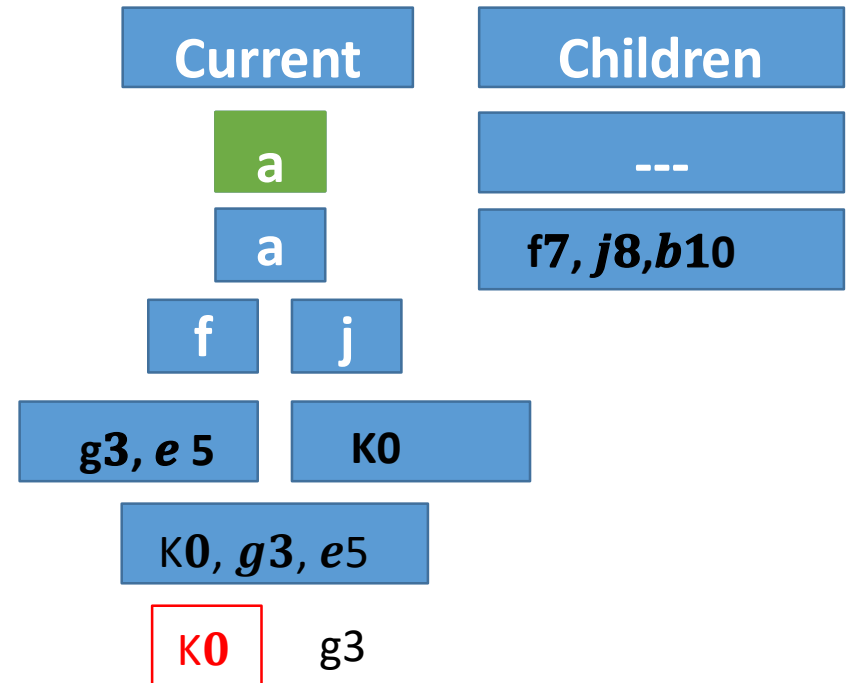 Current Children
a ---
a f7, j8,b10
f j
g3, e 5 K0
K0, g3, e5
K0 g3